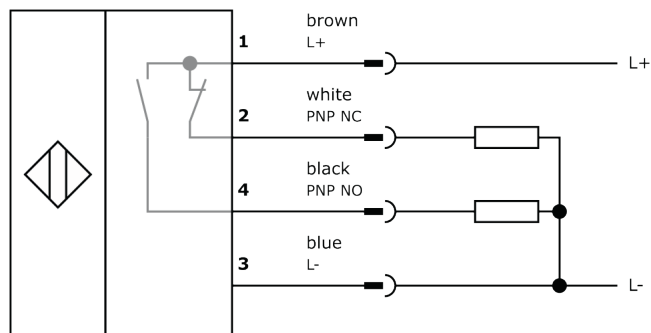 brown
1 L+
L+
white
2 PNP NC
black
4 PNP NO
blue
3 L-
L-